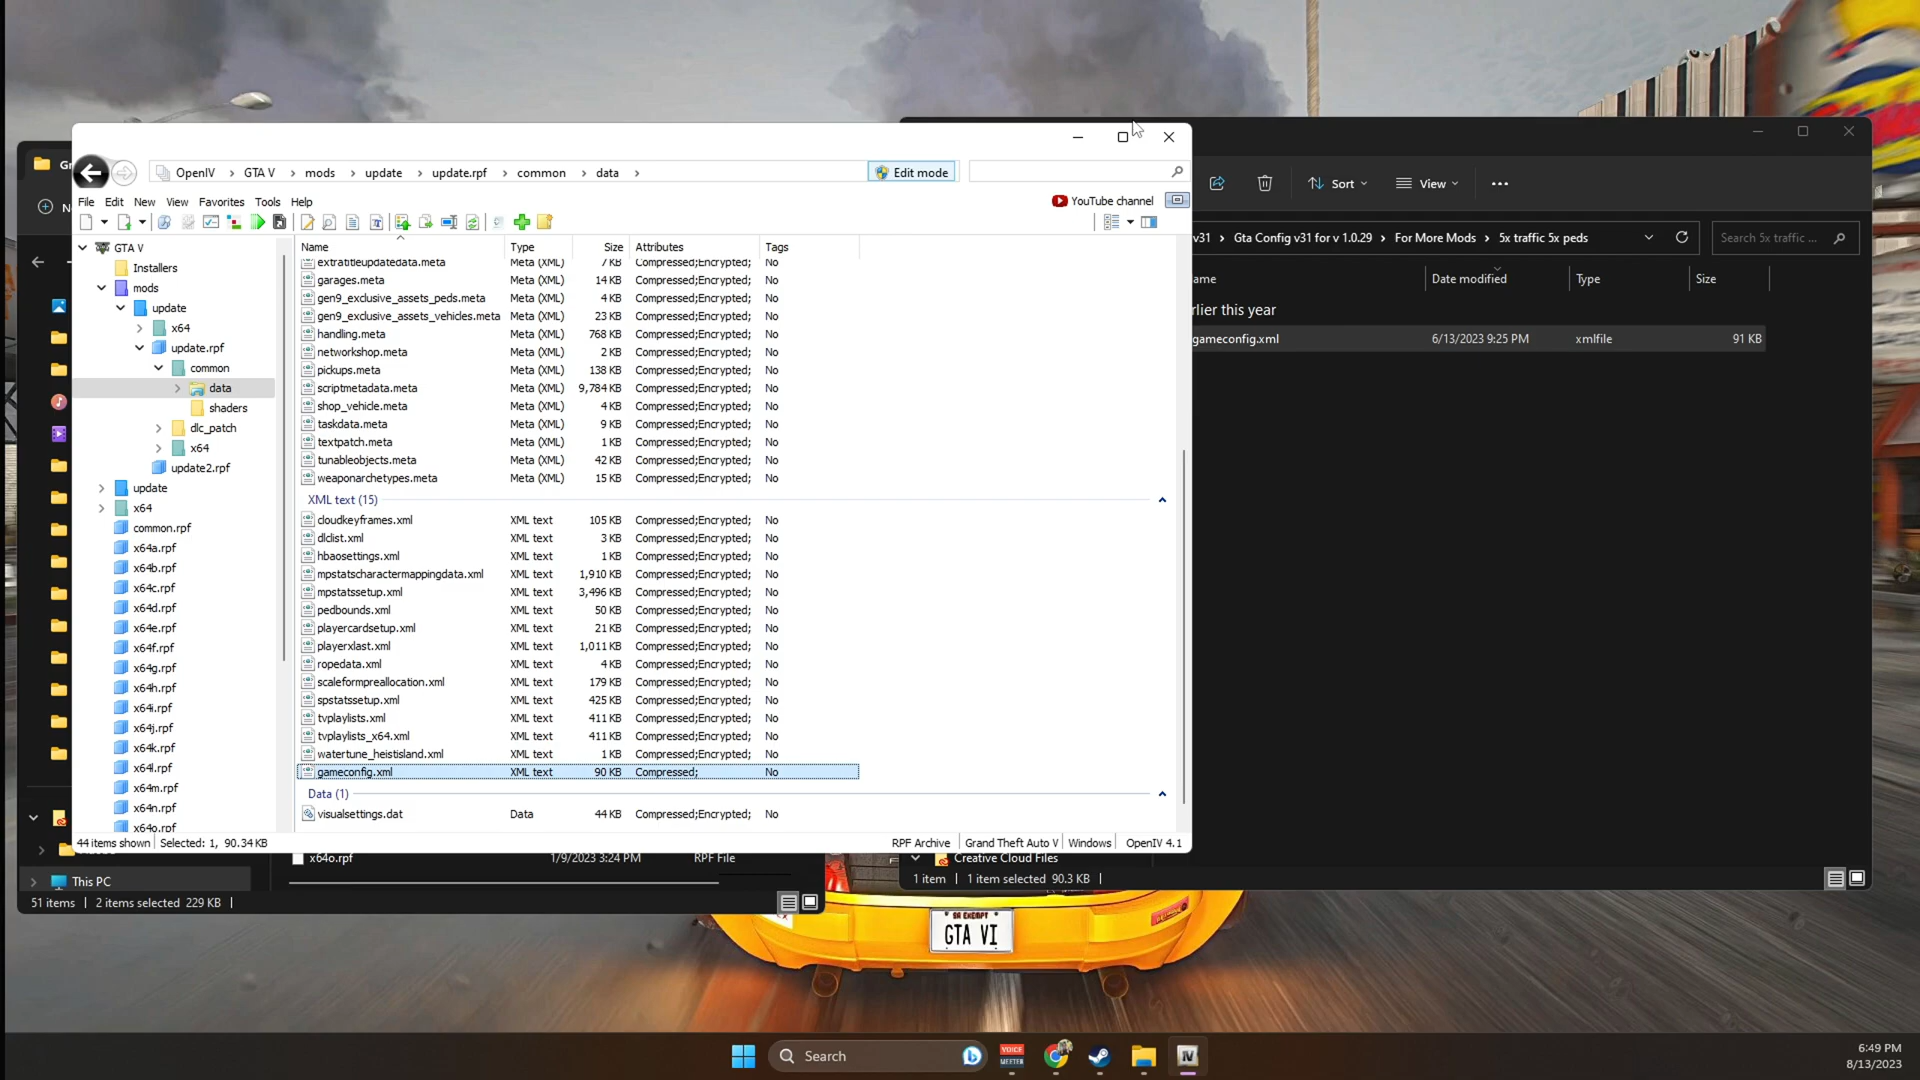 OpenIV › GTA V › mods › update › update.rpf › common › data ›
Edit mode
File Edit New View Favorites Tools Help
YouTube channel
GTA V
Installers
mods
update
x64
update.rpf
common
data
shaders
dlc_patch
x64
update2.rpf
update
x64
common.rpf
x64a.rpf
x64b.rpf
x64c.rpf
x64d.rpf
x64e.rpf
x64f.rpf
x64g.rpf
x64h.rpf
x64i.rpf
x64j.rpf
x64k.rpf
x64l.rpf
x64m.rpf
x64n.rpf
x64o.rpf
Name Type Size Attributes Tags
extratitleupdatedata.meta Meta (XML) 7 KB Compressed;Encrypted; No
garages.meta Meta (XML) 14 KB Compressed;Encrypted; No
gen9_exclusive_assets_peds.meta Meta (XML) 4 KB Compressed;Encrypted; No
gen9_exclusive_assets_vehicles.meta Meta (XML) 23 KB Compressed;Encrypted; No
handling.meta Meta (XML) 768 KB Compressed;Encrypted; No
networkshop.meta Meta (XML) 2 KB Compressed;Encrypted; No
pickups.meta Meta (XML) 138 KB Compressed;Encrypted; No
scriptmetadata.meta Meta (XML) 9,784 KB Compressed;Encrypted; No
shop_vehicle.meta Meta (XML) 4 KB Compressed;Encrypted; No
taskdata.meta Meta (XML) 9 KB Compressed;Encrypted; No
textpatch.meta Meta (XML) 1 KB Compressed;Encrypted; No
tunableobjects.meta Meta (XML) 42 KB Compressed;Encrypted; No
weaponarchetypes.meta Meta (XML) 15 KB Compressed;Encrypted; No
XML text (15)
cloudkeyframes.xml XML text 105 KB Compressed;Encrypted; No
dlclist.xml XML text 3 KB Compressed;Encrypted; No
hbaosettings.xml XML text 1 KB Compressed;Encrypted; No
mpstatscharactermappingdata.xml XML text 1,910 KB Compressed;Encrypted; No
mpstatssetup.xml XML text 3,496 KB Compressed;Encrypted; No
pedbounds.xml XML text 50 KB Compressed;Encrypted; No
playercardsetup.xml XML text 21 KB Compressed;Encrypted; No
playerxlast.xml XML text 1,011 KB Compressed;Encrypted; No
ropedata.xml XML text 4 KB Compressed;Encrypted; No
scaleformpreallocation.xml XML text 179 KB Compressed;Encrypted; No
spstatssetup.xml XML text 425 KB Compressed;Encrypted; No
tvplaylists.xml XML text 411 KB Compressed;Encrypted; No
tvplaylists_x64.xml XML text 411 KB Compressed;Encrypted; No
watertune_heistisland.xml XML text 1 KB Compressed;Encrypted; No
gameconfig.xml XML text 90 KB Compressed; No
Data (1)
visualsettings.dat Data 44 KB Compressed;Encrypted; No
44 items shown Selected: 1, 90.34 KB
RPF Archive Grand Theft Auto V Windows OpenIV 4.1
x64o.rpf 1/9/2023 3:24 PM RPF File
This PC
51 items 2 items selected 229 KB
Sort View
v31 › Gta Config v31 for v 1.0.29 › For More Mods › 5x traffic 5x peds
Search 5x traffic ...
ame Date modified Type Size
rlier this year
gameconfig.xml 6/13/2023 9:25 PM xmlfile 91 KB
Creative Cloud Files
1 item 1 item selected 90.3 KB
SA EXEMPT
GTA VI
Search
VOICE
MEETER
IV
6:49 PM
8/13/2023